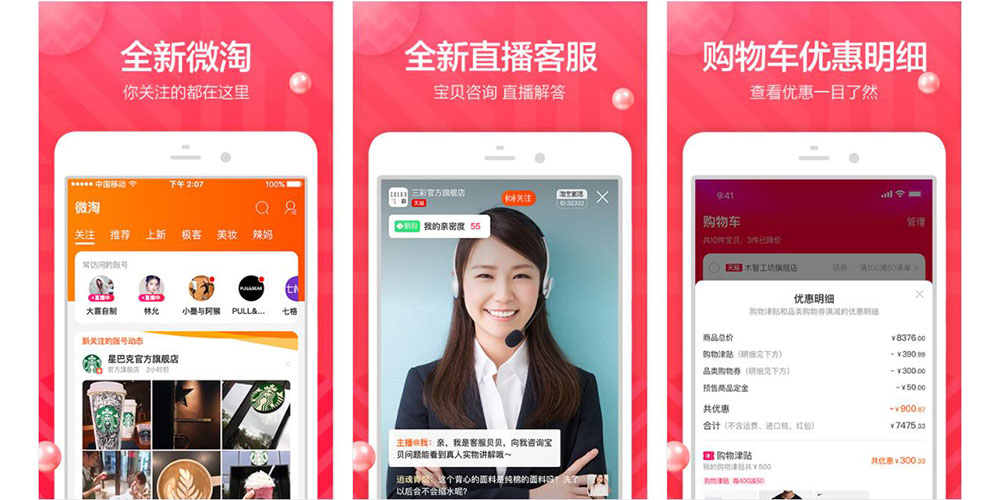 全新微淘
你关注的都在这里
中国移动
下午 2:07
100%
微淘
关注 推荐 上新 极客 美妆 辣妈
常访问的账号
直播中 直播中
PULL&BEAR
大喜自制 林允 小墨与阿猴 PULL&... 七格
新关注的账号动态
星巴克官方旗舰店
官方旗舰店 2小时前
全新直播客服
宝贝咨询 直播解答
三彩官方旗舰店
天猫
关注
淘宝直播
ID:32322
新粉 我的亲密度 55
主播@我：亲，我是客服贝贝，向我咨询宝
贝问题能看到真人实物讲解哦～
这个背心的面料是纯棉的面料吗？洗了
以后会不会缩水呢？
购物车优惠明细
查看优惠一目了然
9:41
购物车
管理
共10件宝贝，3件已降价
天猫 木智工坊旗舰店 领券 满100减50凑单
优惠明细
购物津贴和品类购物券满减的优惠明细
商品总价 ¥8376.00
购物津贴（明细见下方） -¥390.99
品类购物券（明细见下方） -¥300.00
预售商品定金 -¥50.00
共优惠 -¥900.67
合计（不含运费、进口税、红包） ¥7475.33
购物津贴
共优惠¥300.33
我的购物津贴共¥500
购物津贴 每400减50